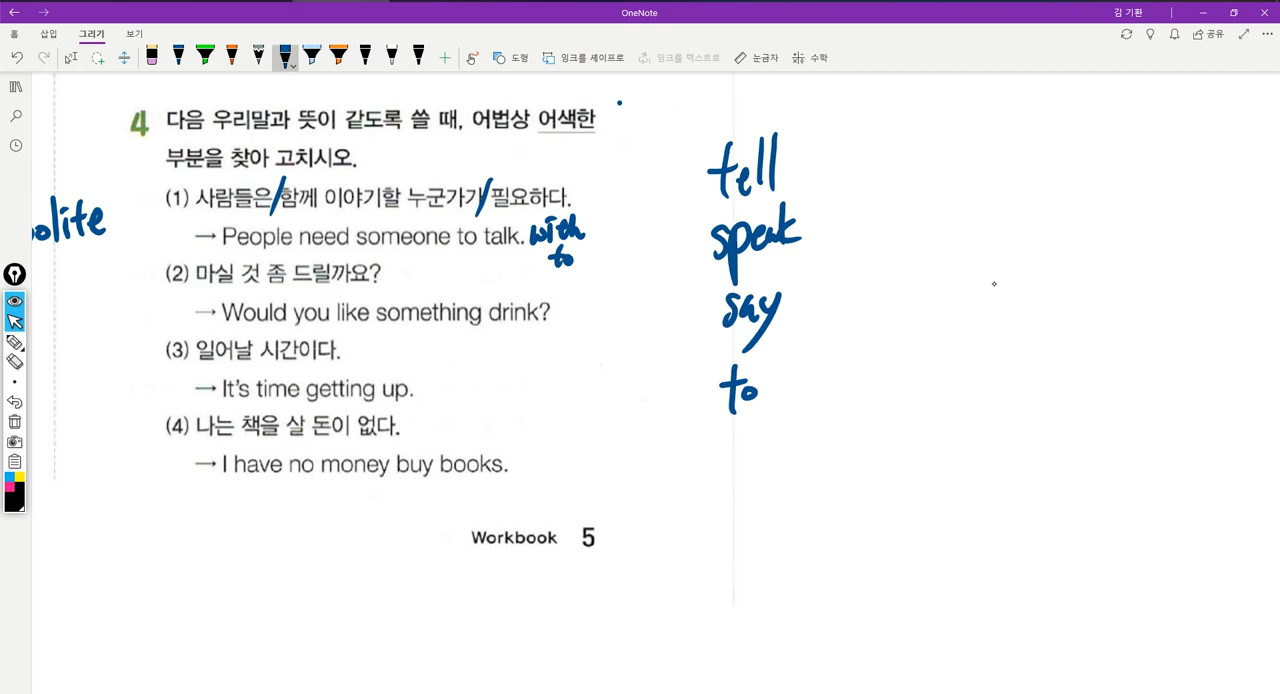 OneNote
김 기환
홈 삽입 그리기 보기
공유
도형 잉크를 셰이프로 잉크를 텍스트로 눈금자 수학
4 다음 우리말과 뜻이 같도록 쓸 때, 어법상 어색한
부분을 찾아 고치시오.
(1) 사람들은/함께 이야기할 누군가가/필요하다.
→ People need someone to talk. with
to
(2) 마실 것 좀 드릴까요?
→ Would you like something drink?
(3) 일어날 시간이다.
→ It's time getting up.
(4) 나는 책을 살 돈이 없다.
→ I have no money buy books.
Workbook 5
olite
tell
speak
say
to